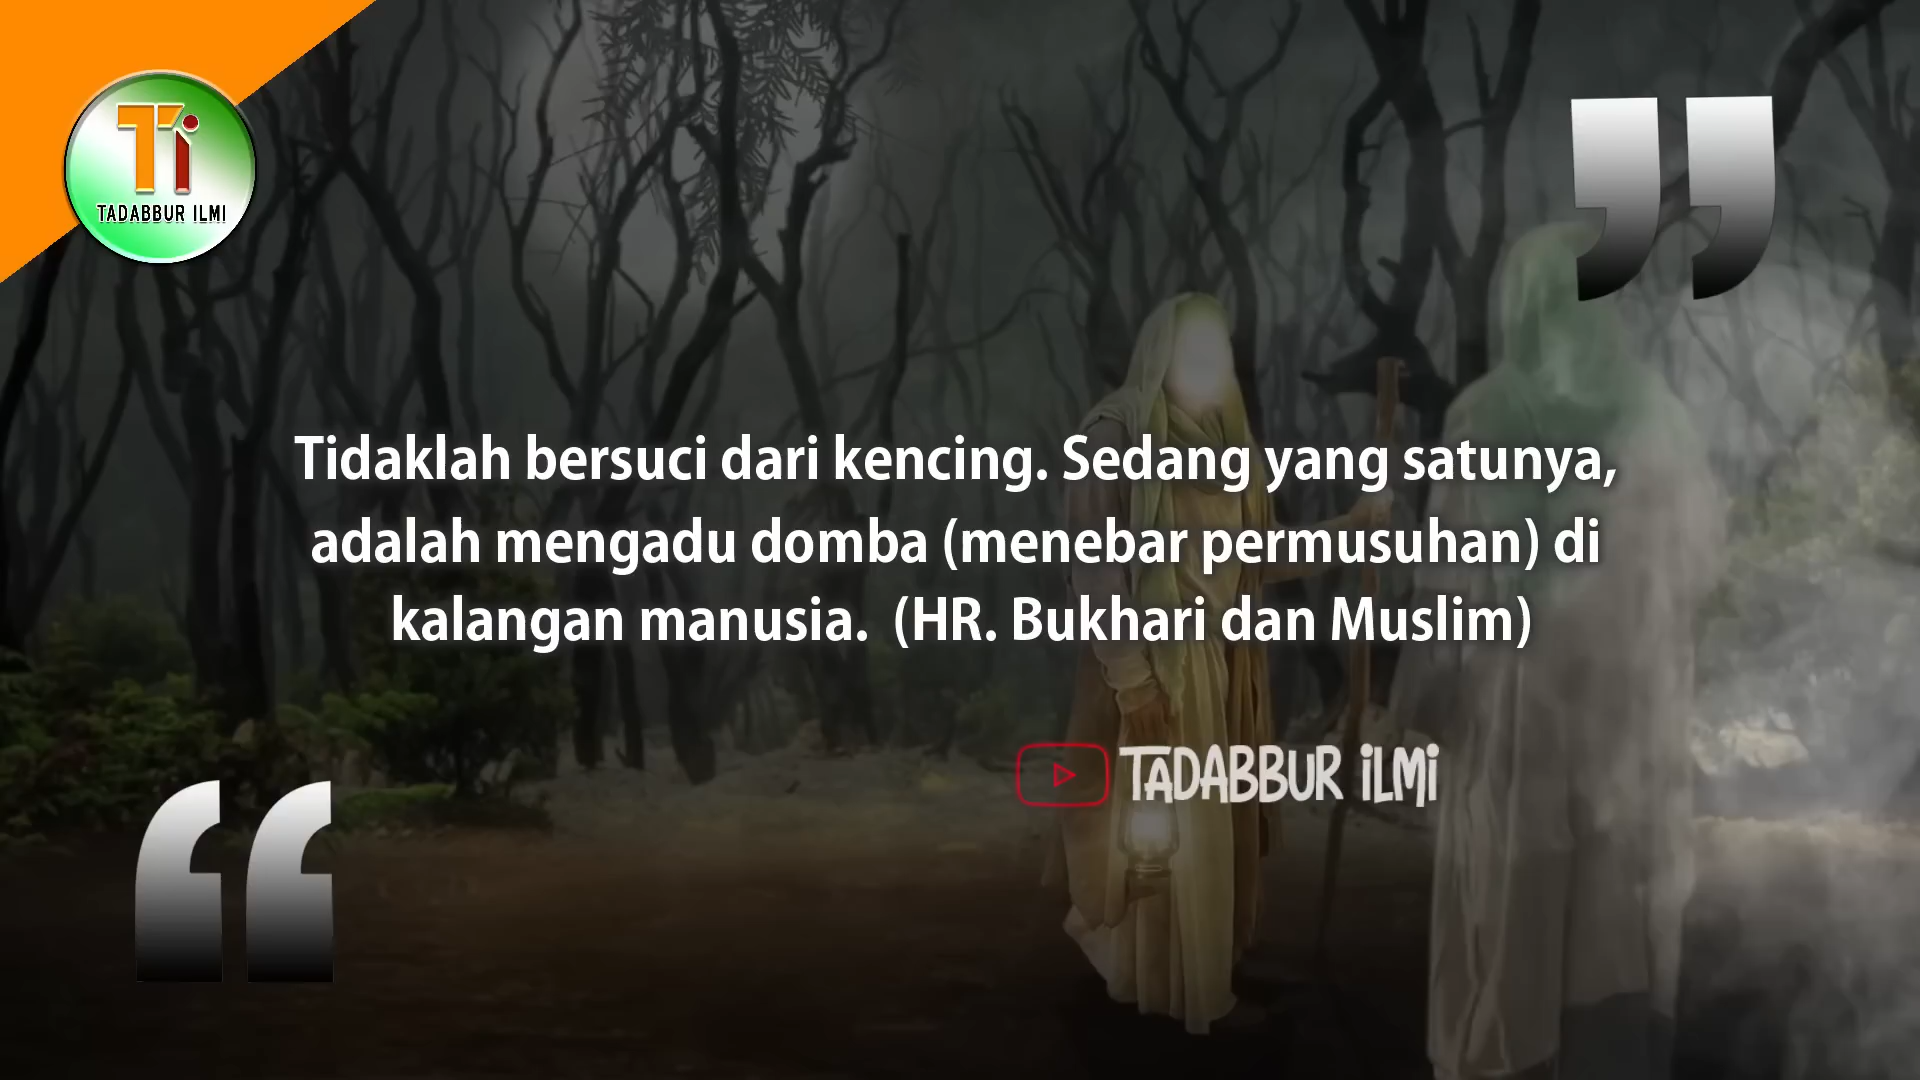 Ti
TADABBUR ILMI
Tidaklah bersuci dari kencing. Sedang yang satunya,
adalah mengadu domba (menebar permusuhan) di
kalangan manusia. (HR. Bukhari dan Muslim)
TADABBUR iLMi